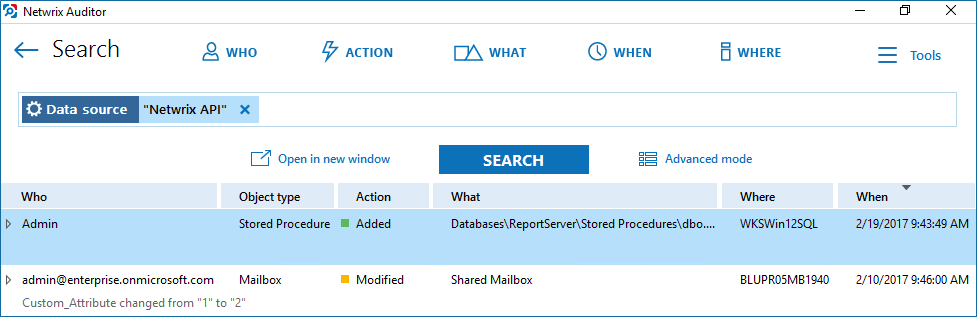 Netwrix Auditor
Search WHO ACTION WHAT WHEN WHERE Tools
Data source "Netwrix API"
Open in new window SEARCH Advanced mode
Who Object type Action What Where When
Admin Stored Procedure Added Databases\ReportServer\Stored Procedures\dbo.... WKSWin12SQL 2/19/2017 9:43:49 AM
admin@enterprise.onmicrosoft.com Mailbox Modified Shared Mailbox BLUPR05MB1940 2/10/2017 9:46:00 AM
Custom_Attribute changed from "1" to "2"